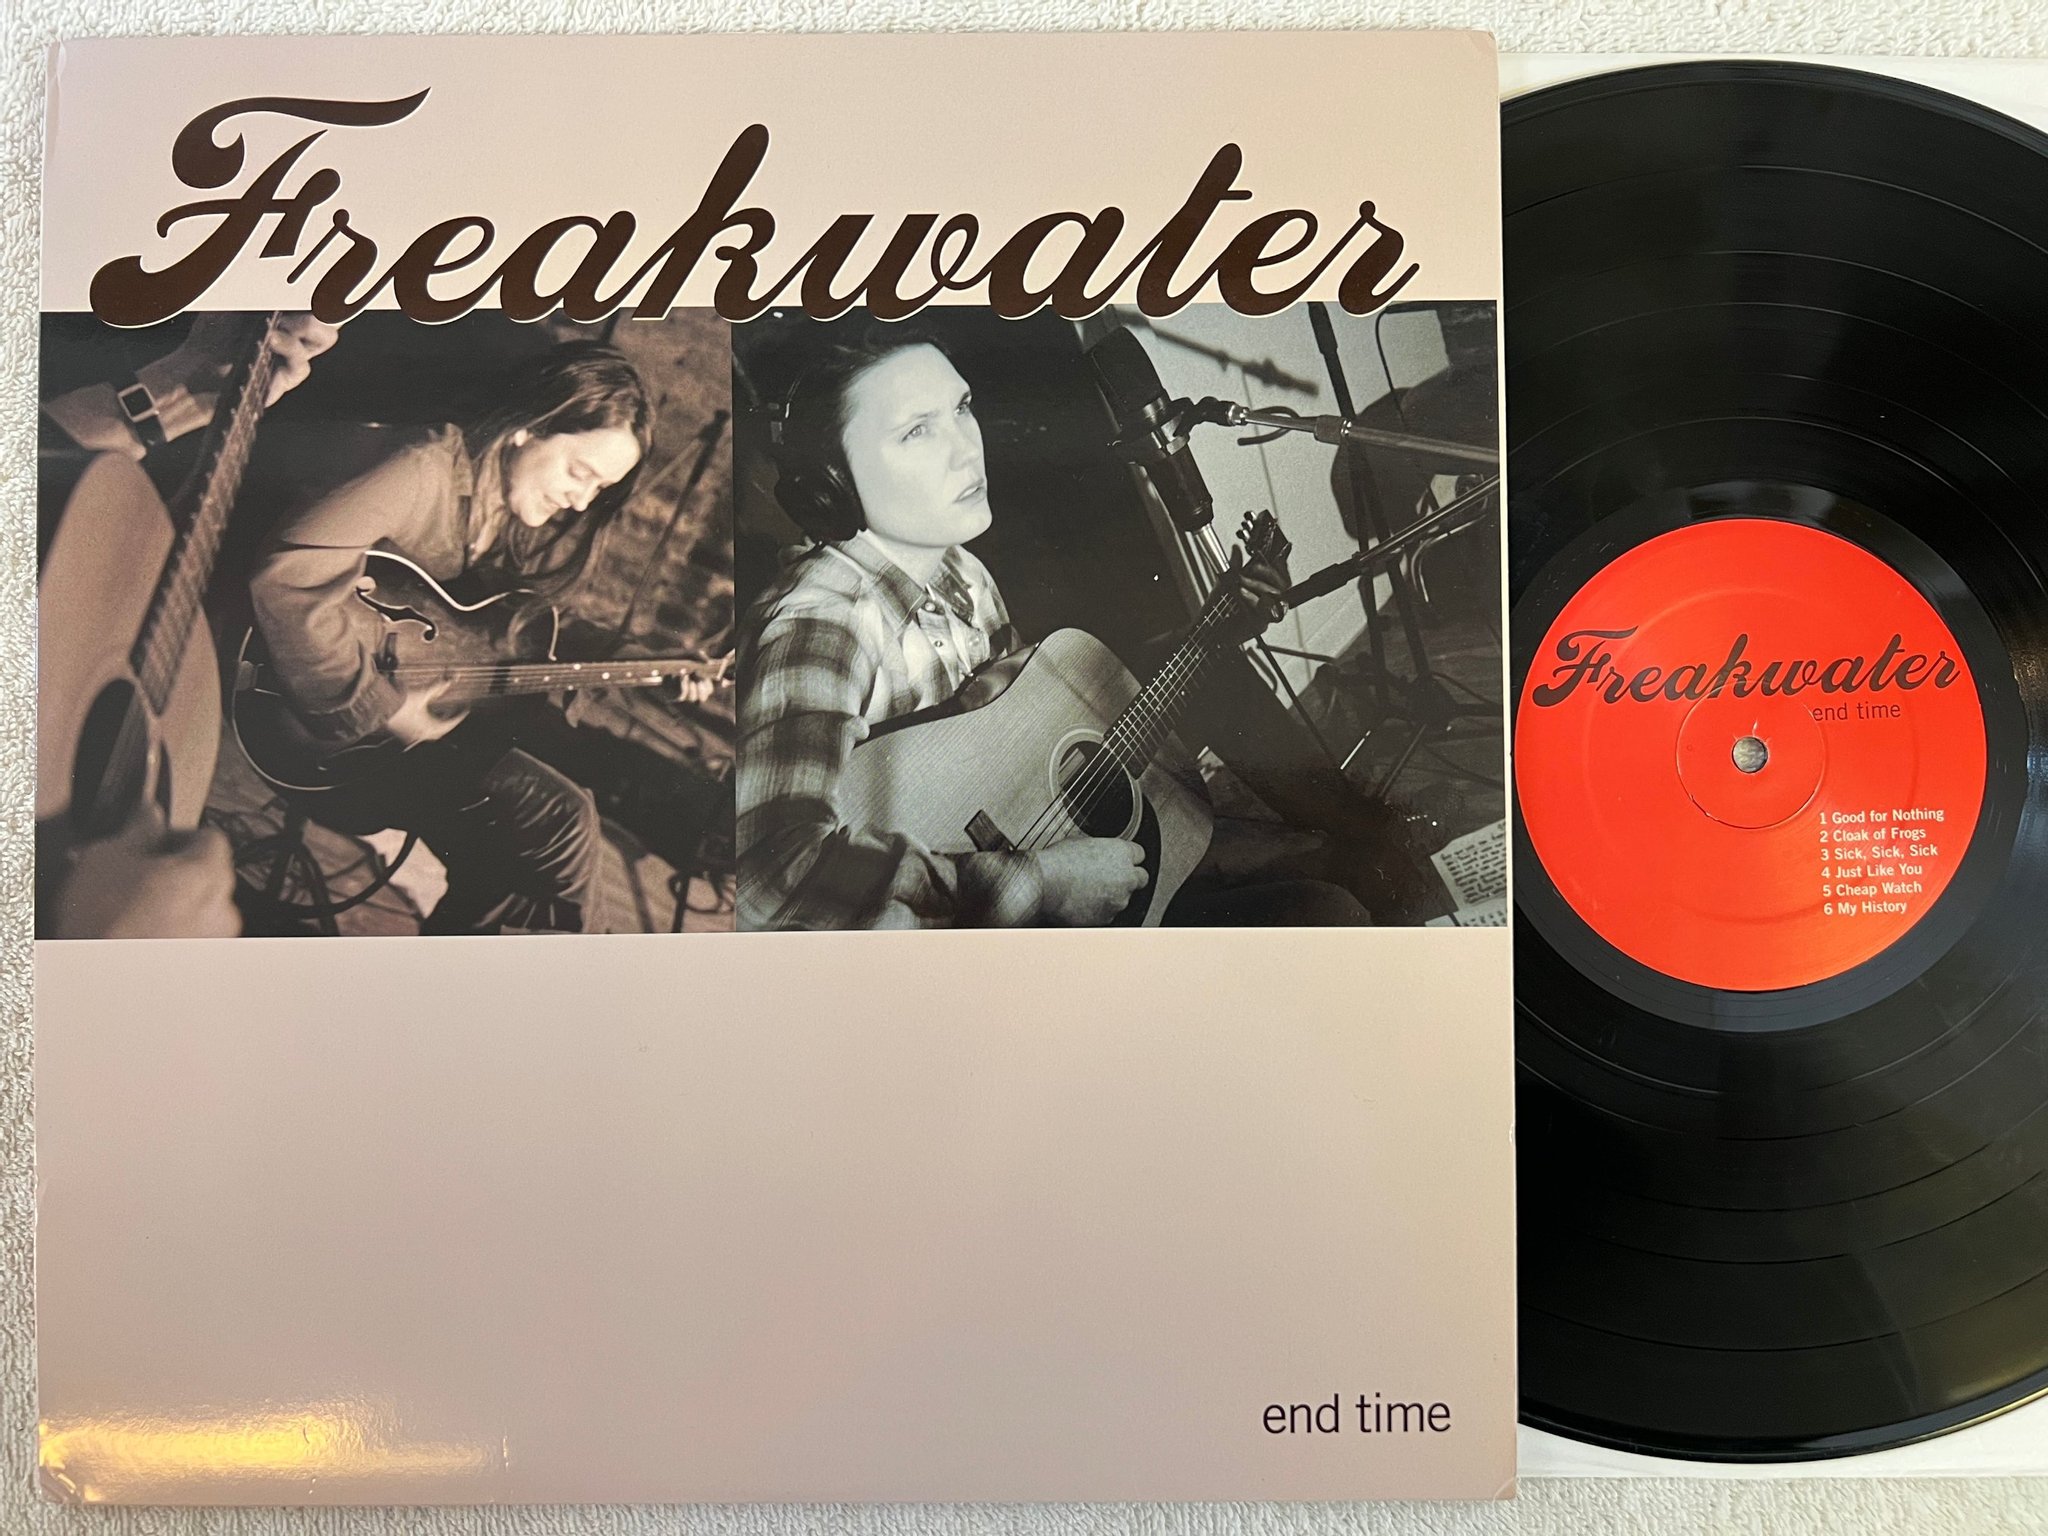 Freakwater
end time
Freakwater
end time
1 Good for Nothing
2 Cloak of Frogs
3 Sick, Sick, Sick
4 Just Like You
5 Cheap Watch
6 My History